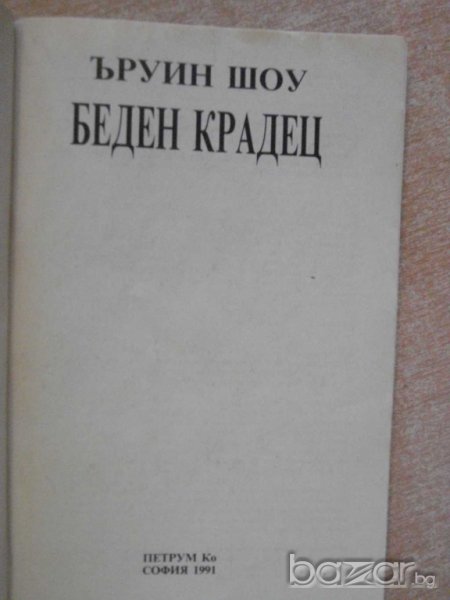 ЪРУИН ШОУ
БЕДЕН КРАДЕЦ
ПЕТРУМ Ко
СОФИЯ 1991
bazar.bg